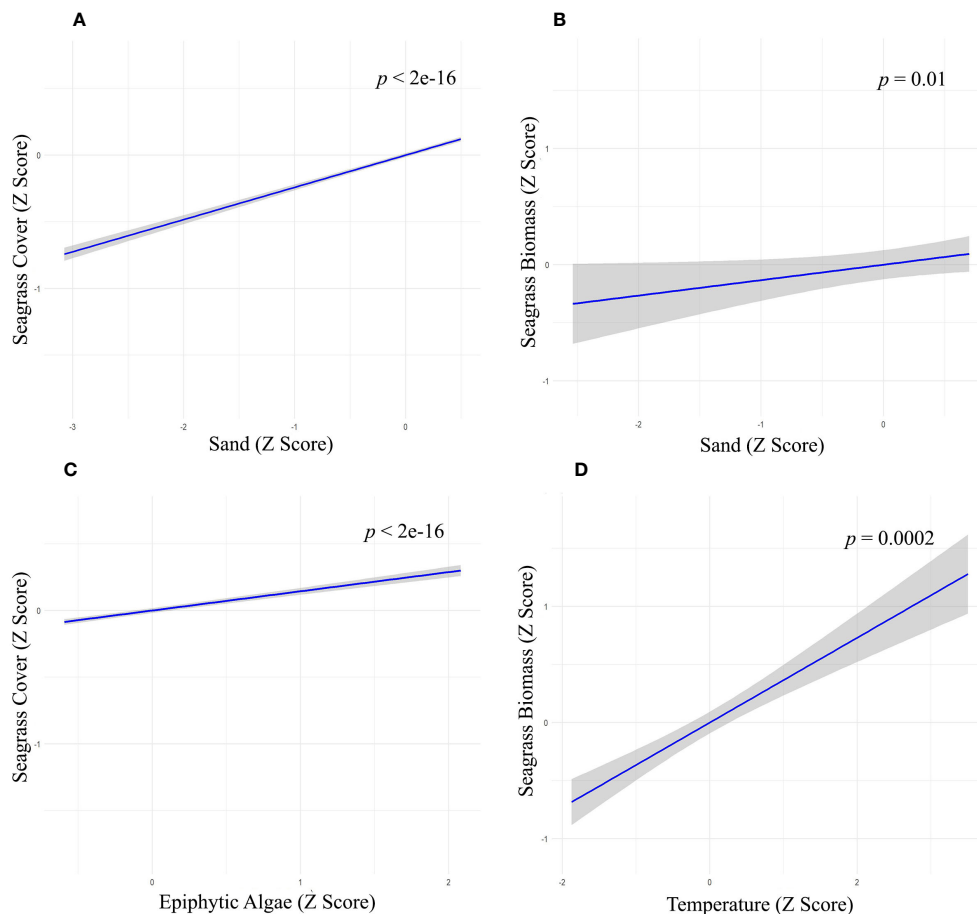 A
p < 2e-16
Seagrass Cover (Z Score)
0
-1
-3
-2
-1
0
Sand (Z Score)
B
p = 0.01
Seagrass Biomass (Z Score)
1
0
-1
-2
-1
0
Sand (Z Score)
C
p < 2e-16
Seagrass Cover (Z Score)
0
-1
0
1
2
Epiphytic Algae (Z Score)
D
p = 0.0002
Seagrass Biomass (Z Score)
1
0
-1
-2
0
2
Temperature (Z Score)